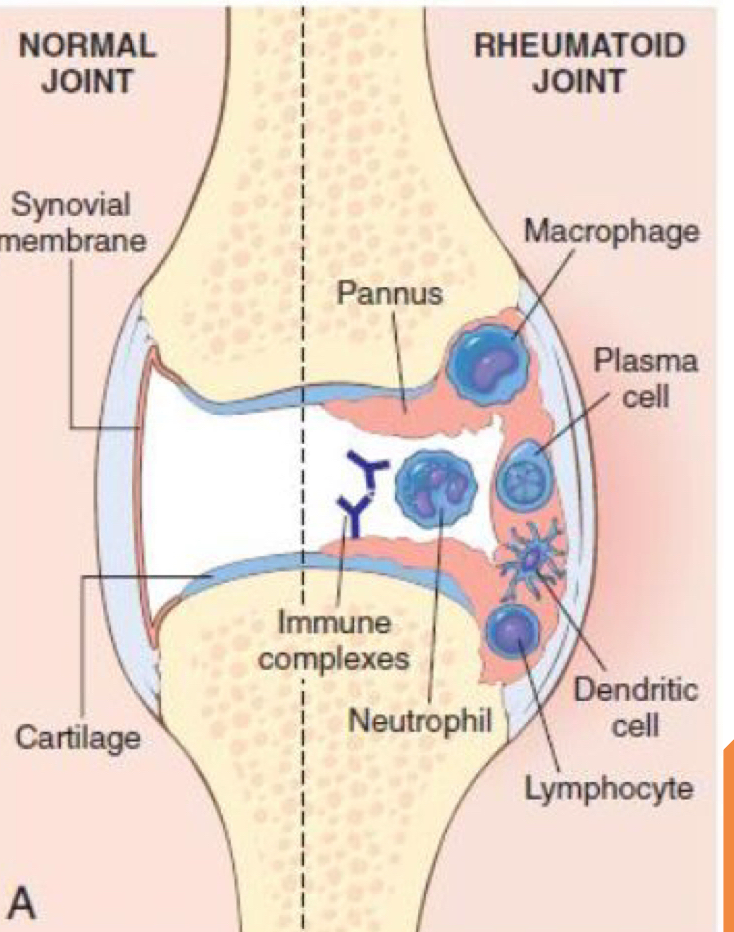 NORMAL
JOINT
RHEUMATOID
JOINT
Synovial
membrane
Macrophage
Pannus
Plasma
cell
Immune
complexes
Neutrophil
Dendritic
cell
Cartilage
Lymphocyte
A